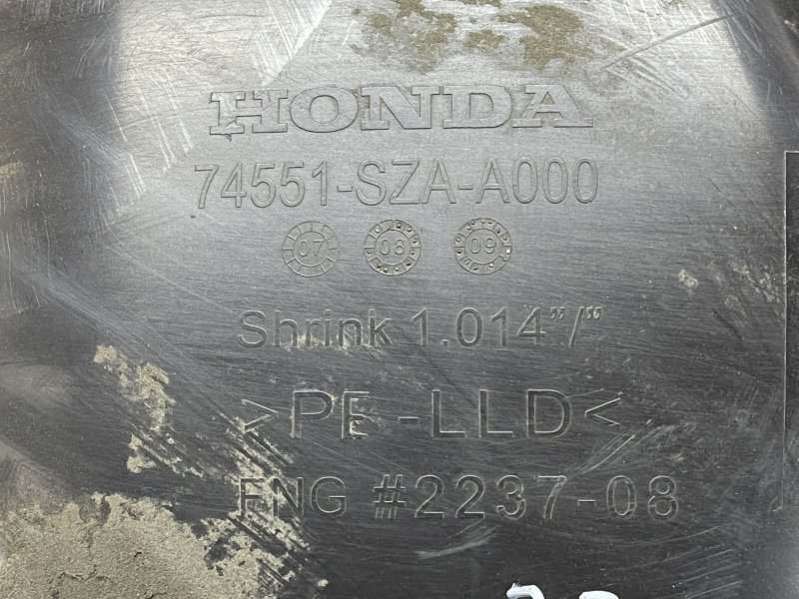 HONDA
74551-SZA-A000
07 08 09
Shrink 1.014"/"
>PE-LLD<
ENG #2237-08